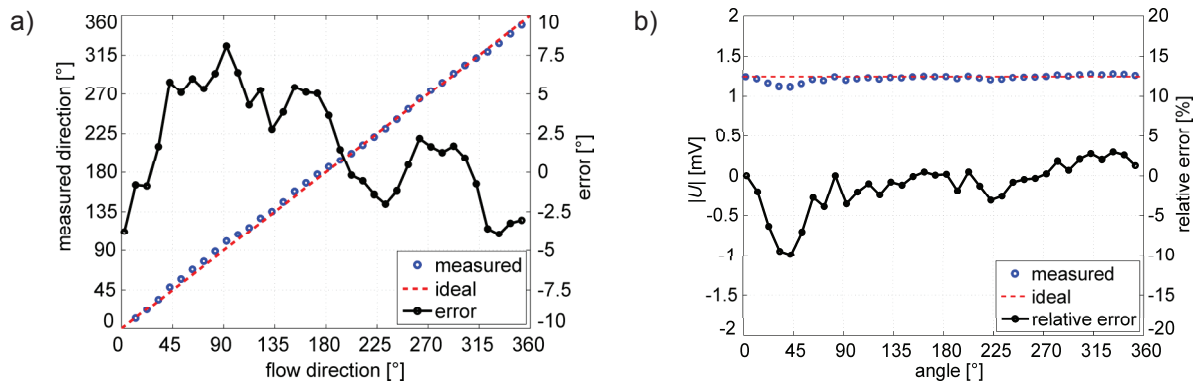 a)
measured direction [°]
360
315
270
225
180
135
90
45
0
0 45 90 135 180 225 270 315 360
flow direction [°]
10
7.5
5
2.5
0
-2.5
-5
-7.5
-10
error [°]
measured
ideal
error
b)
|U| [mV]
2
1.5
1
0.5
0
-0.5
-1
-1.5
-2
0 45 90 135 180 225 270 315 360
angle [°]
20
15
10
5
0
-5
-10
-15
-20
relative error [%]
measured
ideal
relative error